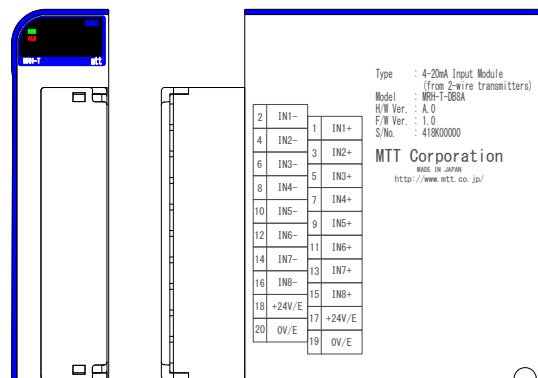 MRH-T
mtt
Type : 4-20mA Input Module
(from 2-wire transmitters)
Model : MRH-T-DB8A
H/W Ver. : A.0
F/W Ver. : 1.0
S/No. : 418K00000
MTT Corporation
MADE IN JAPAN
http://www.mtt.co.jp/
2 IN1-
1 IN1+
4 IN2-
3 IN2+
6 IN3-
5 IN3+
8 IN4-
7 IN4+
10 IN5-
9 IN5+
12 IN6-
11 IN6+
14 IN7-
13 IN7+
16 IN8-
15 IN8+
18 +24V/E
17 +24V/E
20 0V/E
19 0V/E